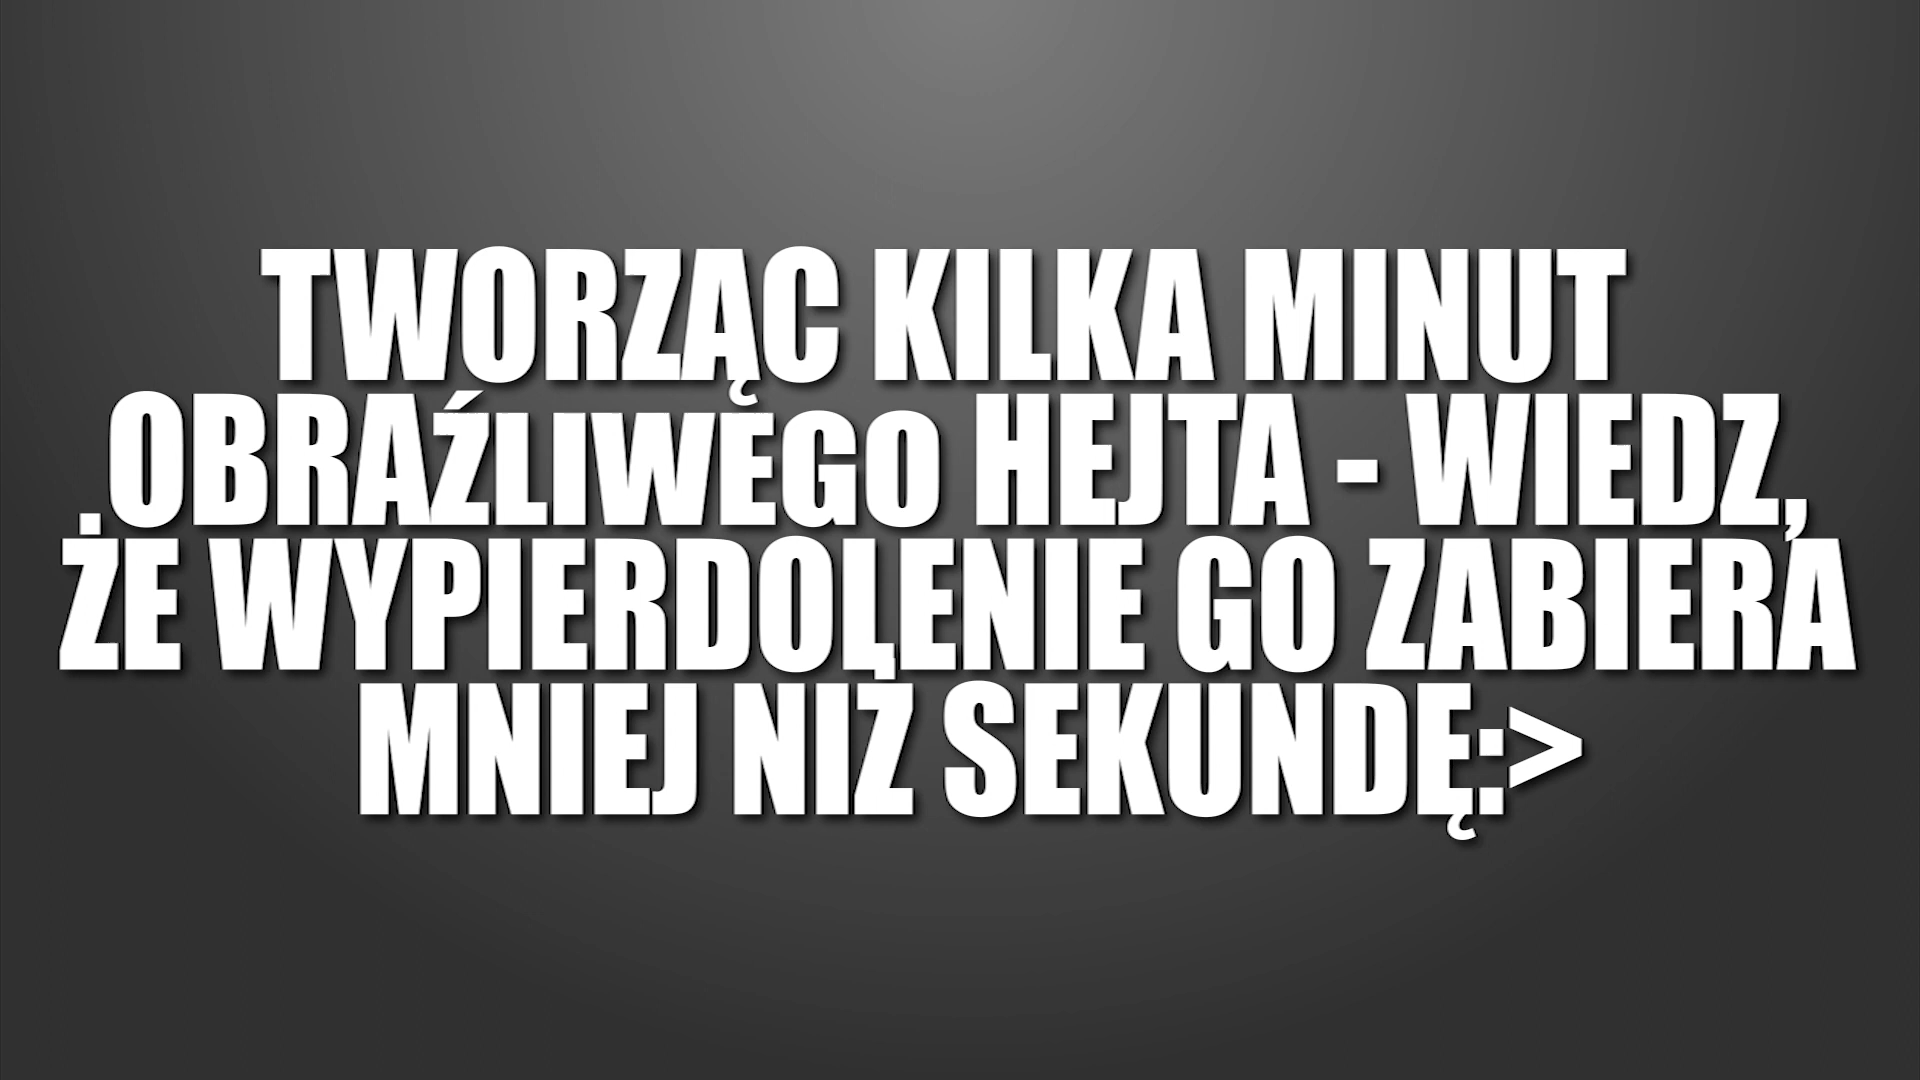 TWORZĄC KILKA MINUT
OBRAźLIWEGO HEJTA - WIEDZ,
ŻE WYPIERDOLENIE GO ZABIERA
MNIEJ NIŻ SEKUNDĘ:>